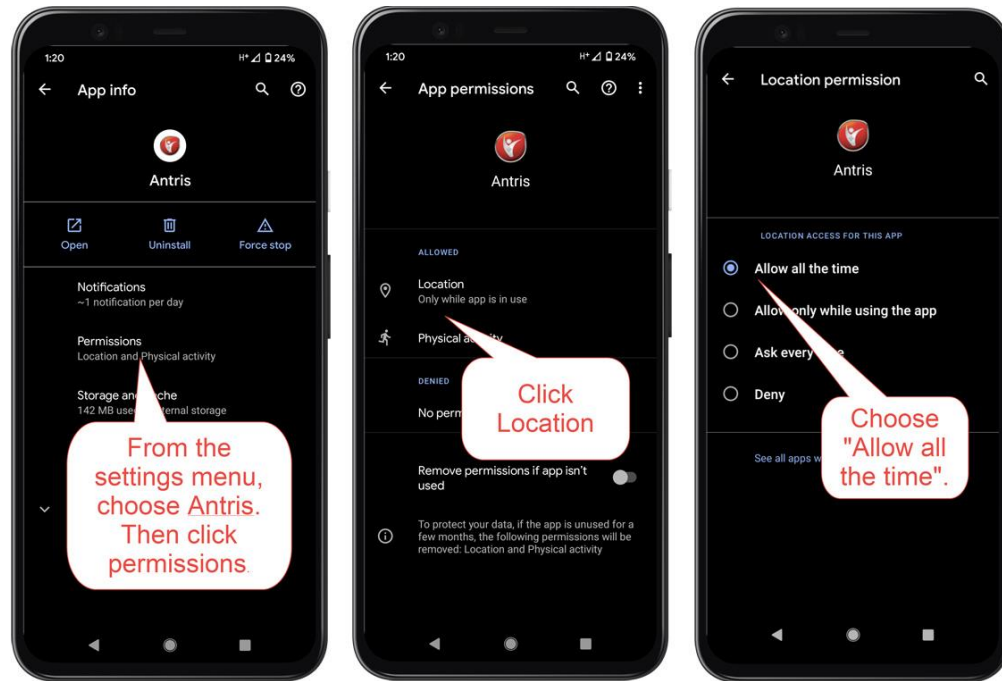 1:20
H+ 24%
App info
Antris
Open
Uninstall
Force stop
Notifications
~1 notification per day
Permissions
Location and Physical activity
Storage and cache
142 MB used
ternal storage
From the
settings menu,
choose Antris.
Then click
permissions.
1:20
H+ 24%
App permissions
Antris
ALLOWED
Location
Only while app is in use
Physical activity
DENIED
No perm
Click
Location
Remove permissions if app isn't
used
To protect your data, if the app is unused for a
few months, the following permissions will be
removed: Location and Physical activity
Location permission
Antris
LOCATION ACCESS FOR THIS APP
Allow all the time
Allow only while using the app
Ask every
Deny
Choose
"Allow all
the time".
See all apps